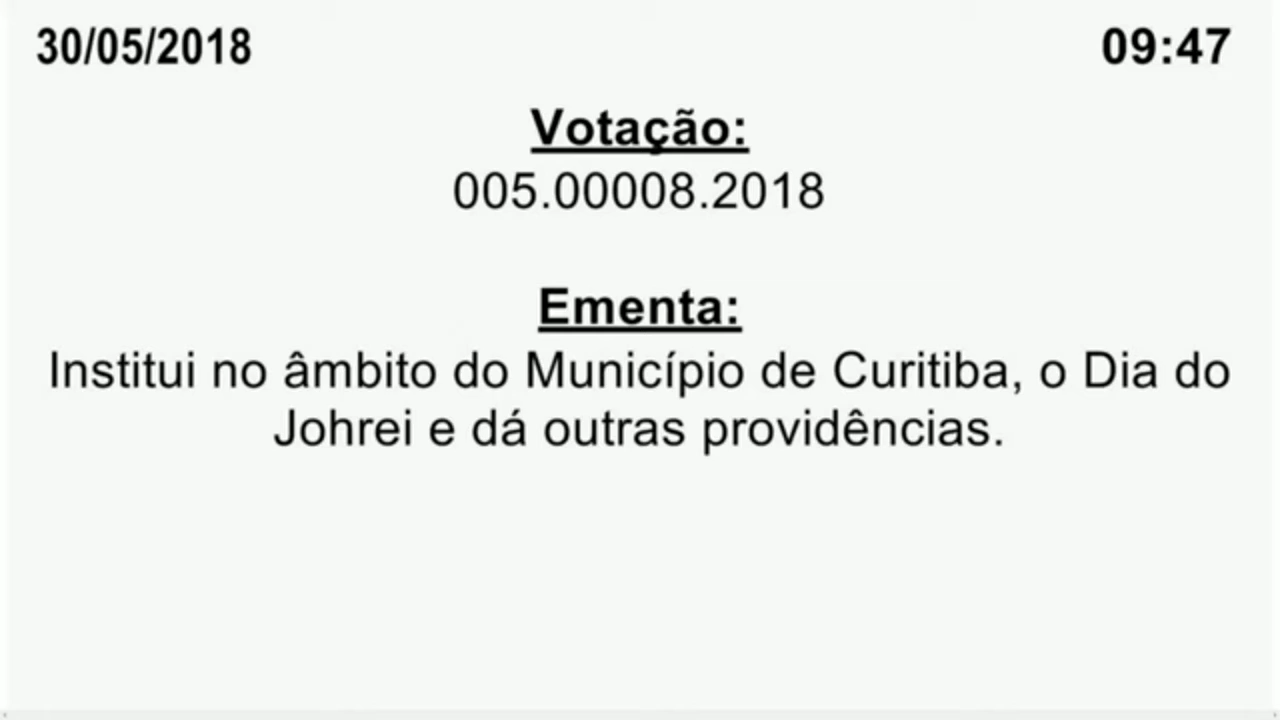 30/05/2018 09:47
Votação:
005.00008.2018
Ementa:
Institui no âmbito do Município de Curitiba, o Dia do
Johrei e dá outras providências.